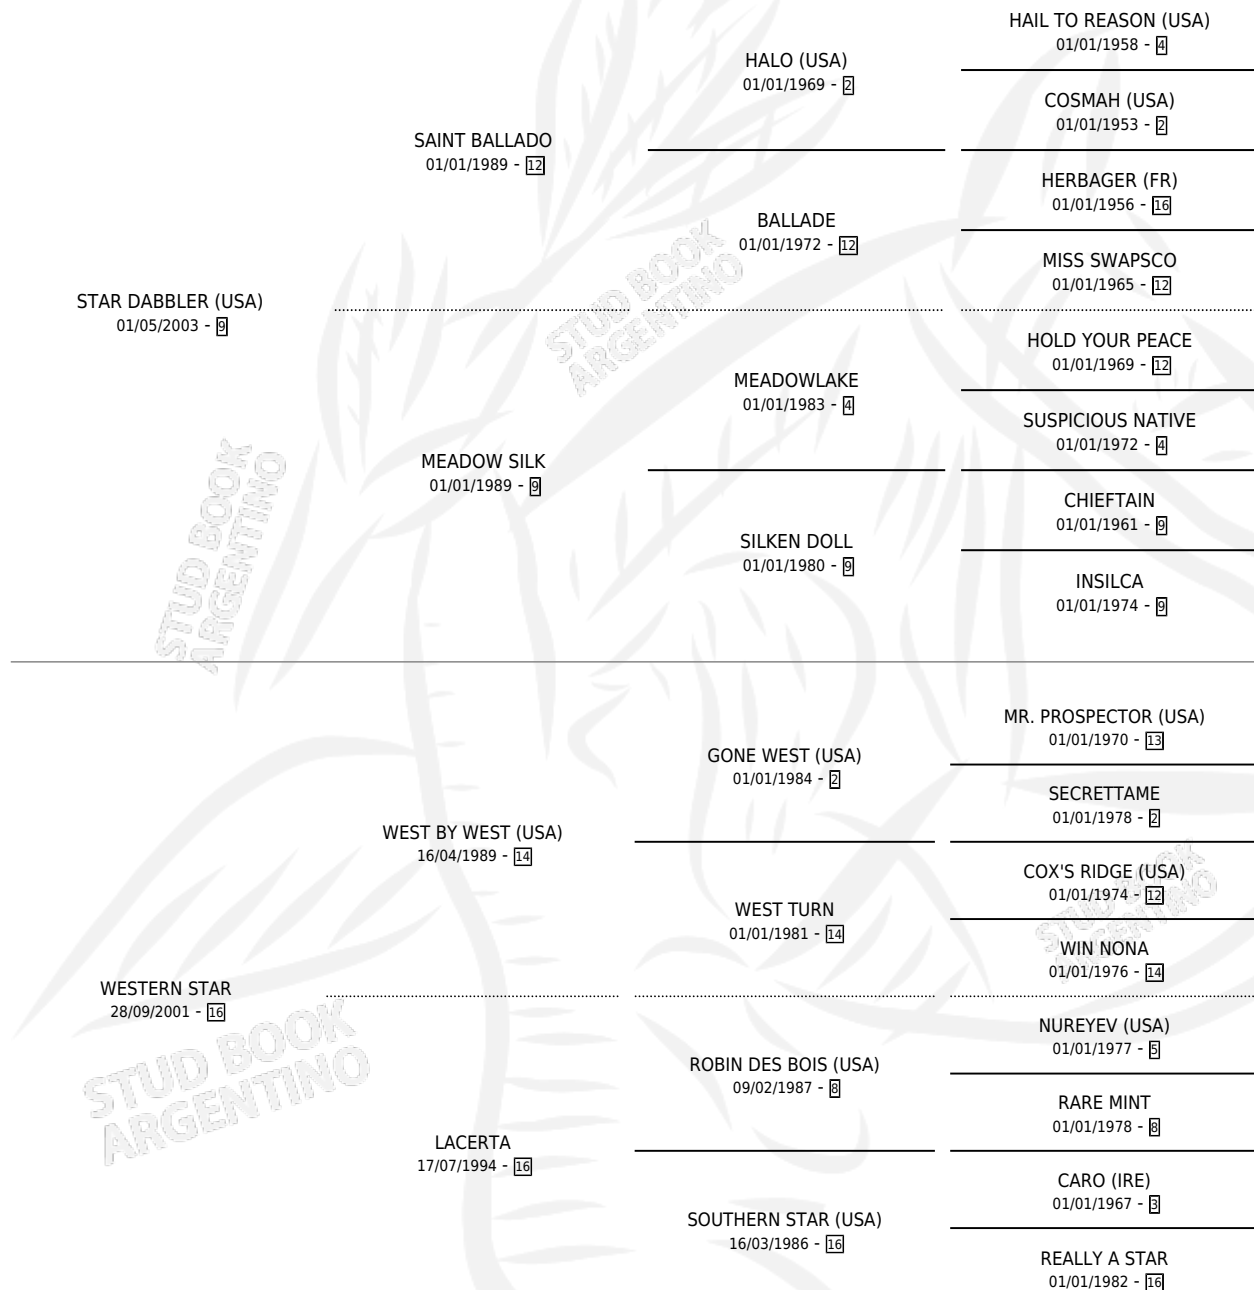 HAIL TO REASON (USA)
01/01/1958 - 4
HALO (USA)
01/01/1969 - 2
COSMAH (USA)
01/01/1953 - 2
SAINT BALLADO
01/01/1989 - 12
HERBAGER (FR)
01/01/1956 - 16
BALLADE
01/01/1972 - 12
MISS SWAPSCO
01/01/1965 - 12
STAR DABBLER (USA)
01/05/2003 - 9
HOLD YOUR PEACE
01/01/1969 - 12
MEADOWLAKE
01/01/1983 - 4
SUSPICIOUS NATIVE
01/01/1972 - 4
MEADOW SILK
01/01/1989 - 9
CHIEFTAIN
01/01/1961 - 9
SILKEN DOLL
01/01/1980 - 9
INSILCA
01/01/1974 - 9
MR. PROSPECTOR (USA)
01/01/1970 - 13
GONE WEST (USA)
01/01/1984 - 2
SECRETTAME
01/01/1978 - 2
WEST BY WEST (USA)
16/04/1989 - 14
COX'S RIDGE (USA)
01/01/1974 - 12
WEST TURN
01/01/1981 - 14
WIN NONA
01/01/1976 - 14
WESTERN STAR
28/09/2001 - 16
NUREYEV (USA)
01/01/1977 - 5
ROBIN DES BOIS (USA)
09/02/1987 - 8
RARE MINT
01/01/1978 - 8
LACERTA
17/07/1994 - 16
CARO (IRE)
01/01/1967 - 3
SOUTHERN STAR (USA)
16/03/1986 - 16
REALLY A STAR
01/01/1982 - 16
STUD BOOK
ARGENTINO
STUD BOOK
ARGENTINO
STUD BOOK
ARGENTINO
STUD BOOK
ARGENTINO